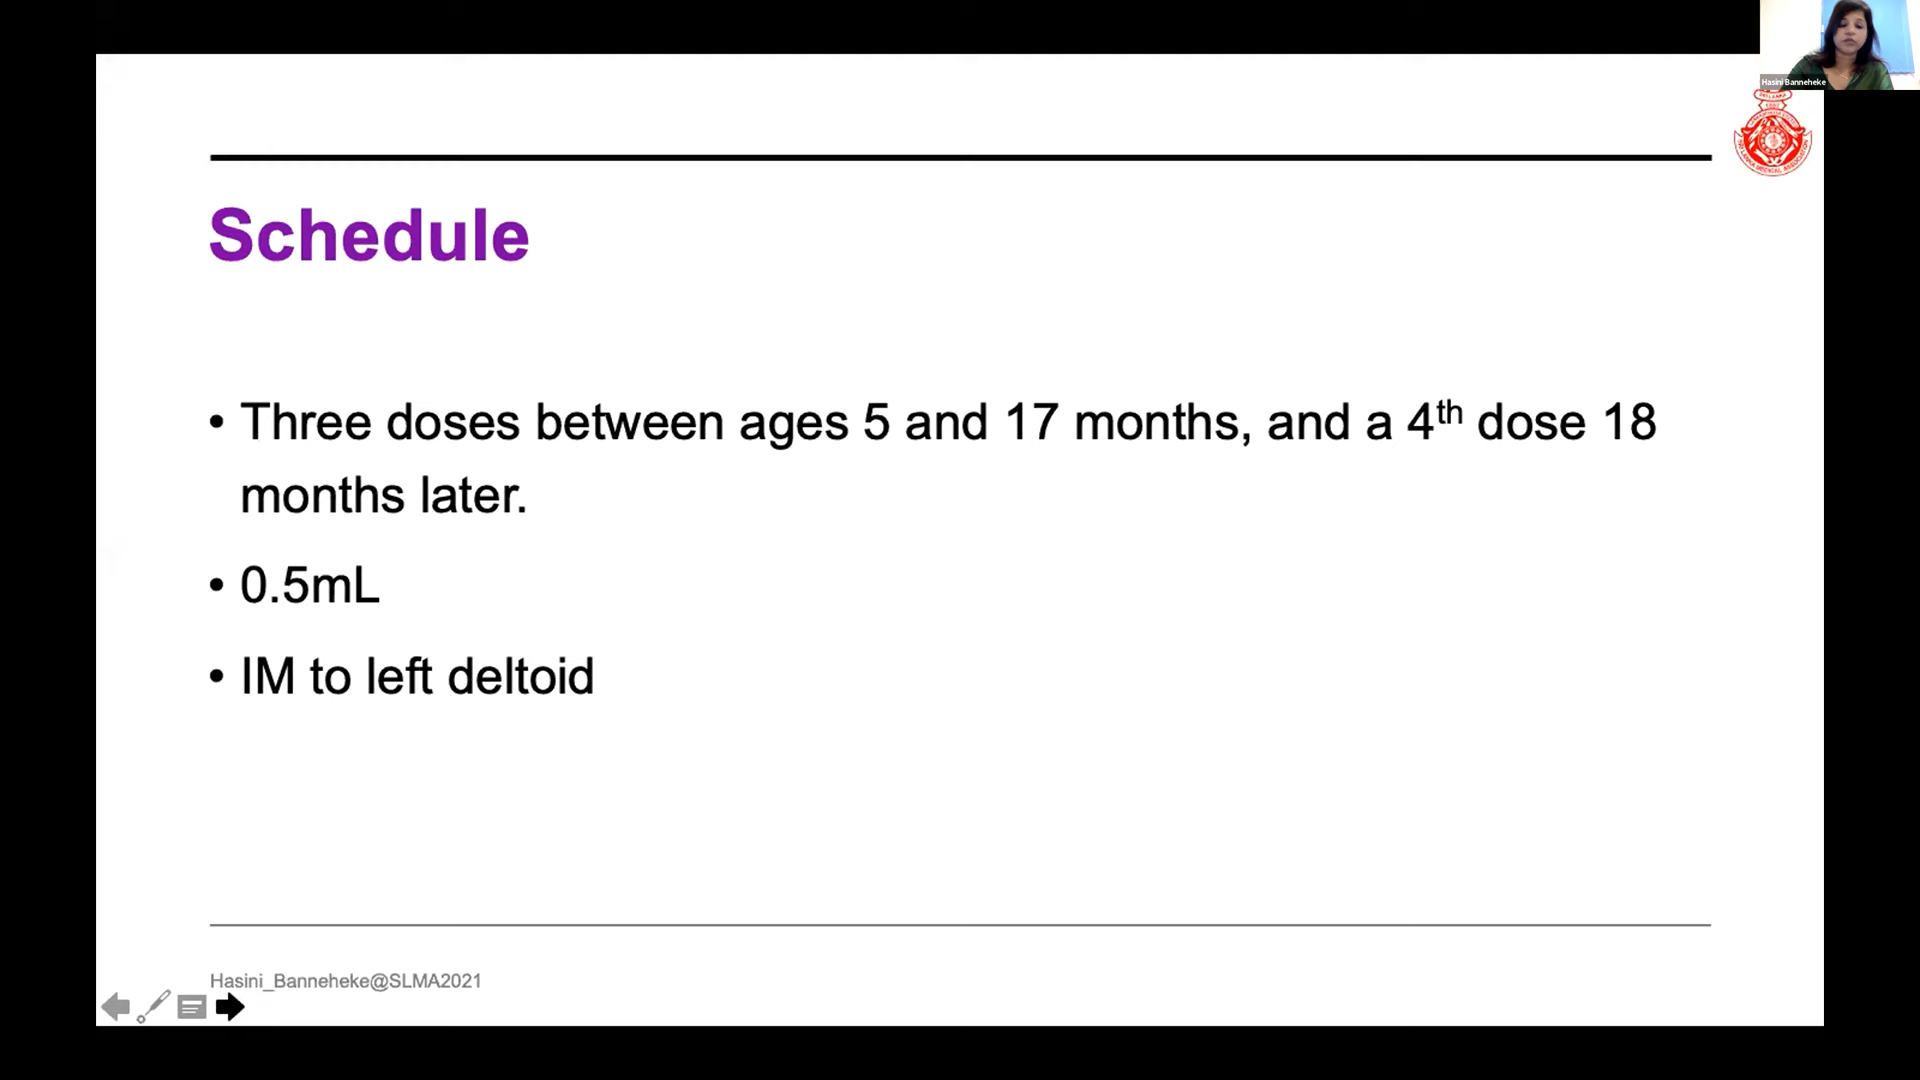 Hasini Banneheke
Schedule
• Three doses between ages 5 and 17 months, and a 4th dose 18
months later.
• 0.5mL
• IM to left deltoid
Hasini_Banneheke@SLMA2021